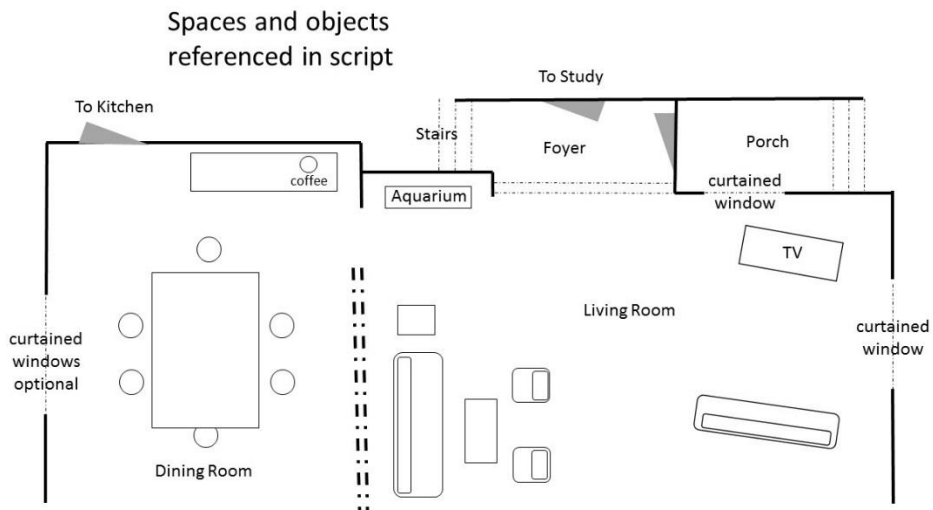 Spaces and objects
referenced in script
To Kitchen
To Study
Stairs
Foyer
Porch
coffee
Aquarium
curtained
window
TV
Living Room
curtained
windows
optional
curtained
window
Dining Room